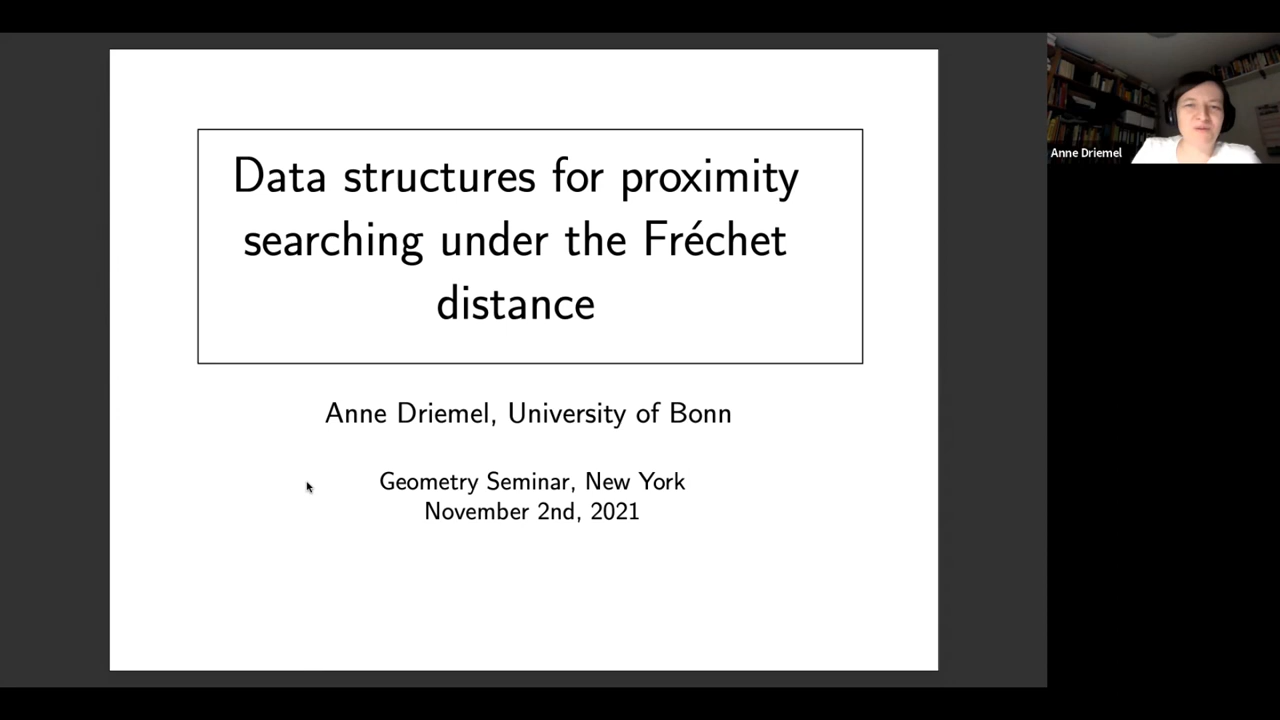 Data structures for proximity
searching under the Fréchet
distance
Anne Driemel, University of Bonn
Geometry Seminar, New York
November 2nd, 2021
Anne Driemel